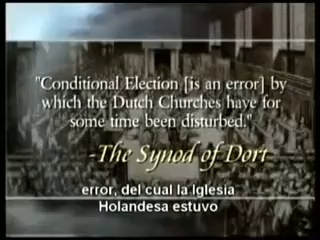 "Conditional Election [is an error] by
which the Dutch Churches have for
some time been disturbed."
-The Synod of Dort
error, del cual la Iglesia
Holandesa estuvo